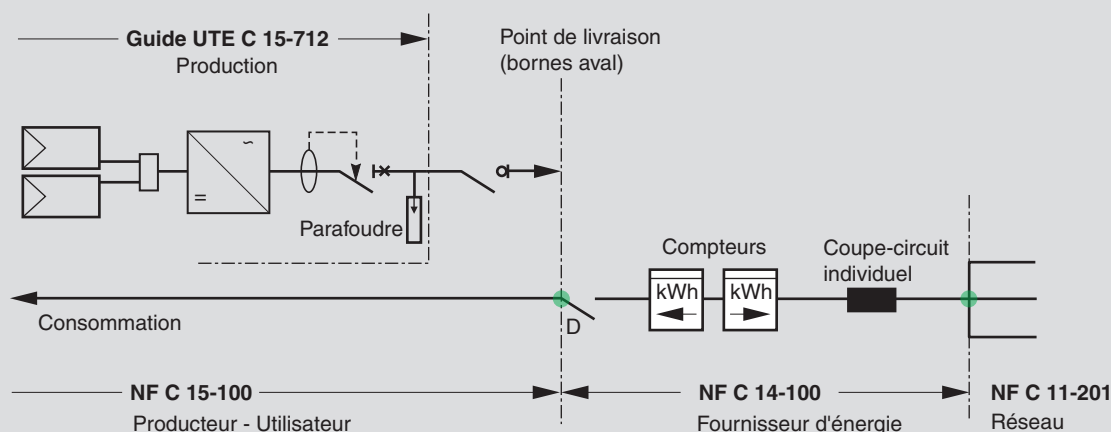 Guide UTE C 15-712
Production
Point de livraison
(bornes aval)
~
=
Parafoudre
Compteurs
Coupe-circuit
individuel
kWh
kWh
Consommation
D
NF C 15-100
NF C 14-100
NF C 11-201
Producteur - Utilisateur
Fournisseur d'énergie
Réseau